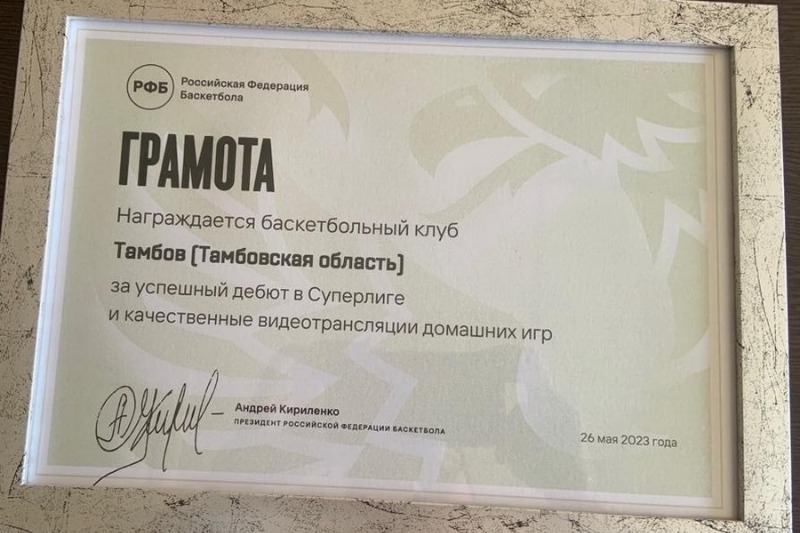 РФБ
Российская Федерация
Баскетбола
ГРАМОТА
Награждается баскетбольный клуб
Тамбов (Тамбовская область)
за успешный дебют в Суперлиге
и качественные видеотрансляции домашних игр
Андрей Кириленко
ПРЕЗИДЕНТ РОССИЙСКОЙ ФЕДЕРАЦИИ БАСКЕТБОЛА
26 мая 2023 года